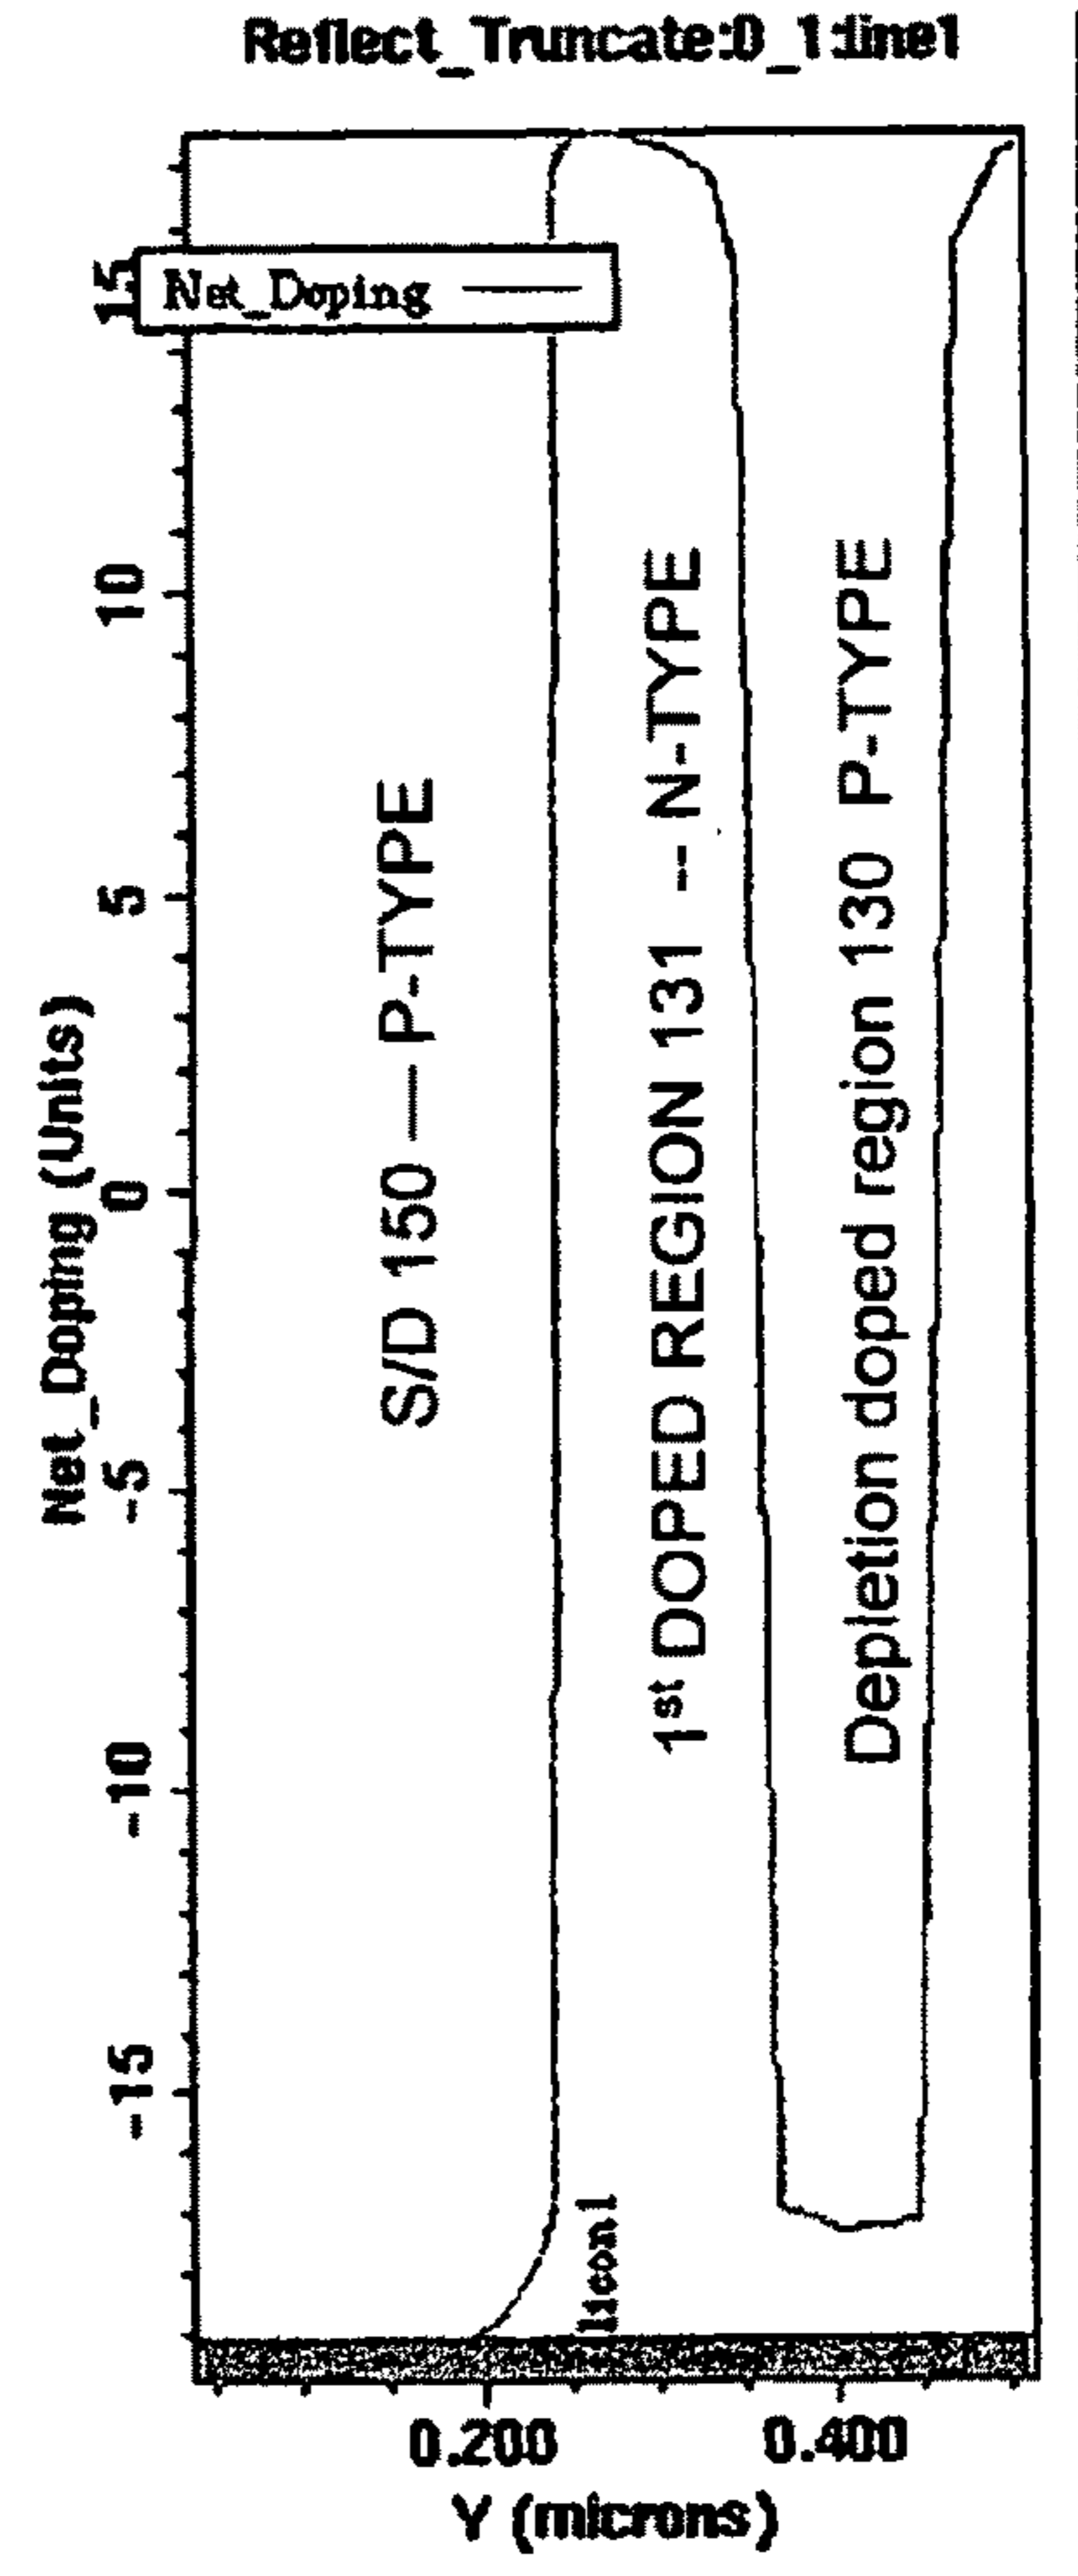 Reflect_Truncate:0_1:line1
Net_Doping
Net_Doping (Units)
15
10
5
0
-5
-10
-15
S/D 150 — P-TYPE
1st DOPED REGION 131 -- N-TYPE
Depletion doped region 130 P-TYPE
licon1
0.200
0.400
Y (microns)